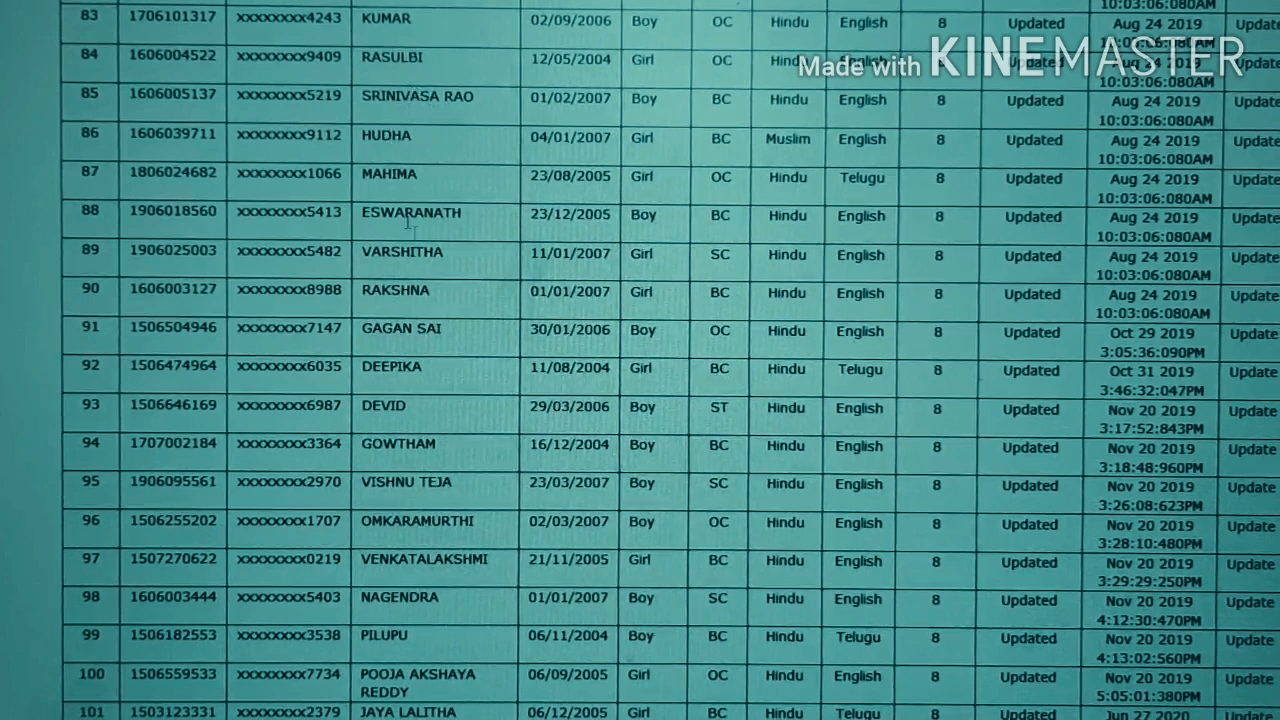 10:03:06:080AM
83 1706101317 xxxxxxxx4243 KUMAR 02/09/2006 Boy OC Hindu English 8 Updated Aug 24 2019 Update
10:03:06:080AM
Made with KINEMASTER
84 1606004522 xxxxxxxx9409 RASULBI 12/05/2004 Girl OC Hindu English 8 Updated Aug 24 2019 Update
10:03:06:080AM
85 1606005137 xxxxxxxx5219 SRINIVASA RAO 01/02/2007 Boy BC Hindu English 8 Updated Aug 24 2019 Update
10:03:06:080AM
86 1606039711 xxxxxxxx9112 HUDHA 04/01/2007 Girl BC Muslim English 8 Updated Aug 24 2019 Update
10:03:06:080AM
87 1806024682 xxxxxxxx1066 MAHIMA 23/08/2005 Girl OC Hindu Telugu 8 Updated Aug 24 2019 Update
10:03:06:080AM
88 1906018560 xxxxxxxx5413 ESWARANATH 23/12/2005 Boy BC Hindu English 8 Updated Aug 24 2019 Update
10:03:06:080AM
89 1906025003 xxxxxxxx5482 VARSHITHA 11/01/2007 Girl SC Hindu English 8 Updated Aug 24 2019 Update
10:03:06:080AM
90 1606003127 xxxxxxxx8988 RAKSHNA 01/01/2007 Girl BC Hindu English 8 Updated Aug 24 2019 Update
10:03:06:080AM
91 1506504946 xxxxxxxx7147 GAGAN SAI 30/01/2006 Boy OC Hindu English 8 Updated Oct 29 2019 Update
3:05:36:090PM
92 1506474964 xxxxxxxx6035 DEEPIKA 11/08/2004 Girl BC Hindu Telugu 8 Updated Oct 31 2019 Update
3:46:32:047PM
93 1506646169 xxxxxxxx6987 DEVID 29/03/2006 Boy ST Hindu English 8 Updated Nov 20 2019 Update
3:17:52:843PM
94 1707002184 xxxxxxxx3364 GOWTHAM 16/12/2004 Boy BC Hindu English 8 Updated Nov 20 2019 Update
3:18:48:960PM
95 1906095561 xxxxxxxx2970 VISHNU TEJA 23/03/2007 Boy SC Hindu English 8 Updated Nov 20 2019 Update
3:26:08:623PM
96 1506255202 xxxxxxxx1707 OMKARAMURTHI 02/03/2007 Boy OC Hindu English 8 Updated Nov 20 2019 Update
3:28:10:480PM
97 1507270622 xxxxxxxx0219 VENKATALAKSHMI 21/11/2005 Girl BC Hindu English 8 Updated Nov 20 2019 Update
3:29:29:250PM
98 1606003444 xxxxxxxx5403 NAGENDRA 01/01/2007 Boy SC Hindu English 8 Updated Nov 20 2019 Update
4:12:30:470PM
99 1506182553 xxxxxxxx3538 PILUPU 06/11/2004 Boy BC Hindu Telugu 8 Updated Nov 20 2019 Update
4:13:02:560PM
100 1506559533 xxxxxxxx7734 POOJA AKSHAYA 06/09/2005 Girl OC Hindu English 8 Updated Nov 20 2019 Update
REDDY 5:05:01:380PM
101 1503123331 xxxxxxxx2379 JAYA LALITHA 06/12/2005 Girl BC Hindu Telugu 8 Updated Jun 27 2020 Update